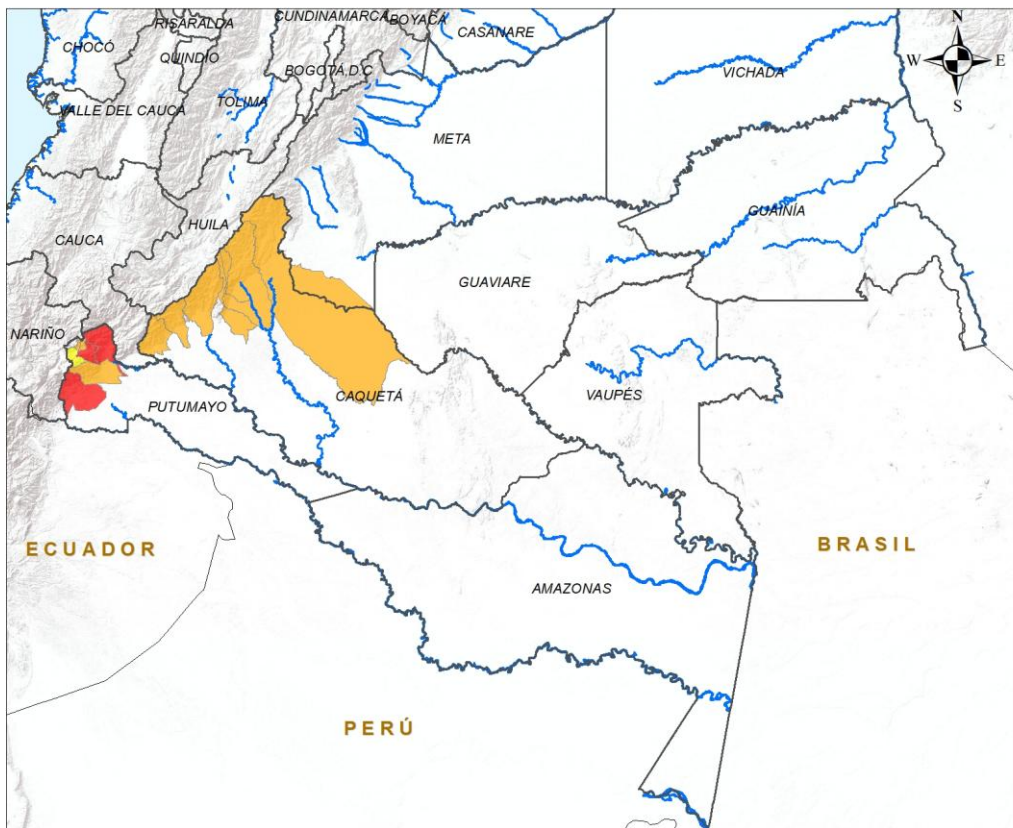 CUNDINAMARCA
BOYACÁ
RISARALDA
CASANARE
N
CHOCÓ
QUINDIO
BOGOTÁ, D.C
W
E
VICHADA
S
VALLE DEL CAUCA
TOLIMA
META
HUILA
GUAINÍA
CAUCA
GUAVIARE
NARIÑO
CAQUETÁ
VAUPÉS
PUTUMAYO
ECUADOR
BRASIL
AMAZONAS
PERÚ